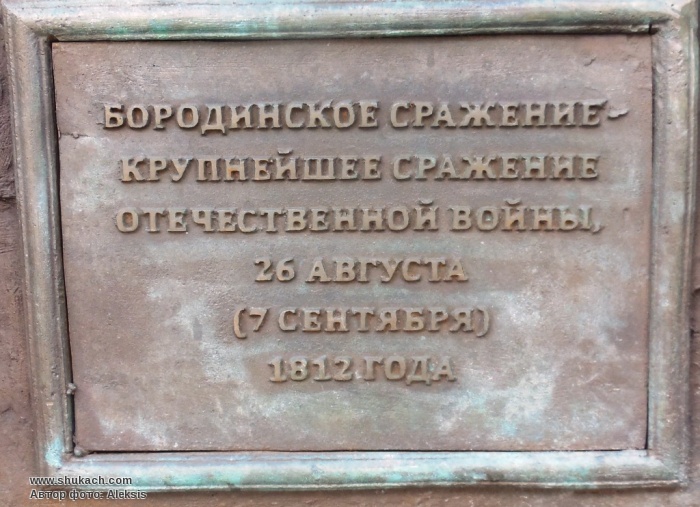 БОРОДИНСКОЕ СРАЖЕНИЕ -
КРУПНЕЙШЕЕ СРАЖЕНИЕ
ОТЕЧЕСТВЕННОЙ ВОЙНЫ,
26 АВГУСТА
(7 СЕНТЯБРЯ)
1812 ГОДА
www.shukach.com
Автор фото: Aleksis